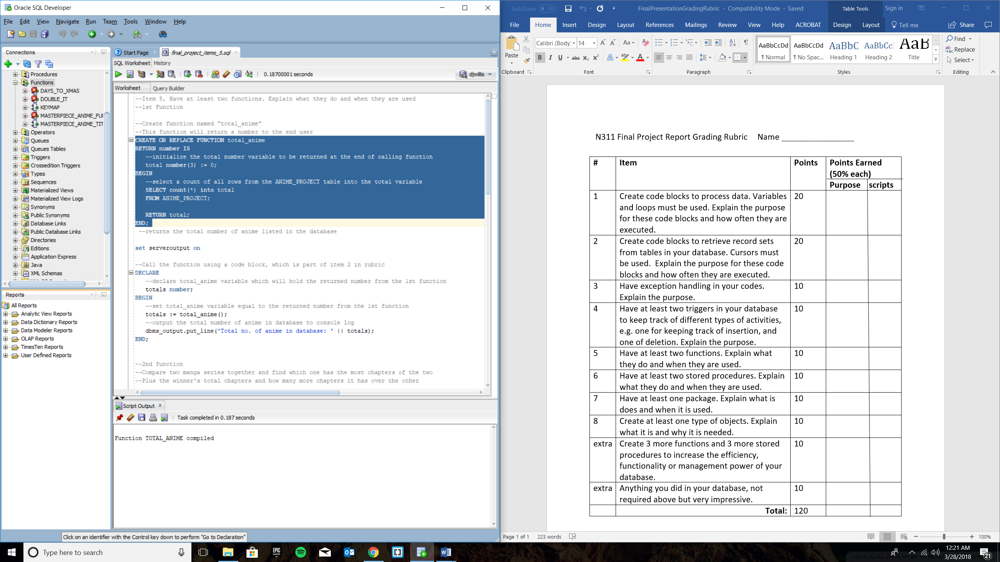 Oracle SQL Developer
File Edit View Navigate Run Team Tools Window Help
Connections
Procedures
Functions
DAYS_TO_XMAS
DOUBLE_IT
KEYMAP
MASTERPIECE_ANIME_FUI
MASTERPIECE_ANIME_TIT
Operators
Queues
Queues Tables
Triggers
Crossedition Triggers
Types
Sequences
Materialized Views
Materialized View Logs
Synonyms
Public Synonyms
Database Links
Public Database Links
Directories
Editions
Application Express
Java
XML Schemas
Reports
All Reports
Analytic View Reports
Data Dictionary Reports
Data Modeler Reports
OLAP Reports
TimesTen Reports
User Defined Reports
Start Page final_project_items_5.sql
SQL Worksheet History
0.18700001 seconds djwillis
Worksheet Query Builder
--Item 5, Have at least two functions. Explain what they do and when they are used
--1st Function
--Create function named "total_anime"
--This function will return a number to the end user
CREATE OR REPLACE FUNCTION total_anime
RETURN number IS
--initialize the total number variable to be returned at the end of calling function
total number(3) := 0;
BEGIN
--select a count of all rows from the ANIME_PROJECT table into the total variable
SELECT count(*) into total
FROM ANIME_PROJECT;
RETURN total;
END;
--returns the total number of anime listed in the database
set serveroutput on
--Call the function using a code block, which is part of item 2 in rubric
DECLARE
--declare total_anime variable which will hold the returned number from the 1st function
totals number;
BEGIN
--set total_anime variable equal to the returned number from the 1st function
totals := total_anime();
--output the total number of anime in database to console log
dbms_output.put_line('Total no. of anime in database: ' || totals);
END;
--2nd function
--Compare two manga series together and find which one has the most chapters of the two
--Plus the winner's total chapters and how many more chapters it has over the other
Script Output
Task completed in 0.187 seconds
Function TOTAL_ANIME compiled
Click on an identifier with the Control key down to perform "Go to Declaration"
AutoSave Off FinalPresentationGradingRubric - Compatibility Mode - Saved Table Tools Sign in
File Home Insert Design Layout References Mailings Review View Help ACROBAT Design Layout Tell me Share
Calibri (Body) 14 Aa
Paste
AaBbCcDd AaBbCcDd AaBbC AaBbCcl AaB
¶ Normal ¶ No Spac... Heading 1 Heading 2 Title
Find
Replace
Select
Clipboard Font Paragraph Styles Editing
N311 Final Project Report Grading Rubric Name ________________
# Item Points Points Earned
(50% each)
Purpose scripts
1 Create code blocks to process data. Variables 20
and loops must be used. Explain the purpose
for these code blocks and how often they are
executed.
2 Create code blocks to retrieve record sets 20
from tables in your database. Cursors must
be used. Explain the purpose for these code
blocks and how often they are executed.
3 Have exception handling in your codes. 10
Explain the purpose.
4 Have at least two triggers in your database 10
to keep track of different types of activities,
e.g. one for keeping track of insertion, and
one of deletion. Explain the purpose.
5 Have at least two functions. Explain what 10
they do and when they are used.
6 Have at least two stored procedures. Explain 10
what they do and when they are used.
7 Have at least one package. Explain what is 10
does and when it is used.
8 Create at least one type of objects. Explain 10
what it is and why it is needed.
extra Create 3 more functions and 3 more stored 10
procedures to increase the efficiency,
functionality or management power of your
database.
extra Anything you did in your database, not 10
required above but very impressive.
Total: 120
Page 1 of 1 223 words 100%
Type here to search
EPIC GAMES
12:21 AM
3/28/2018
21